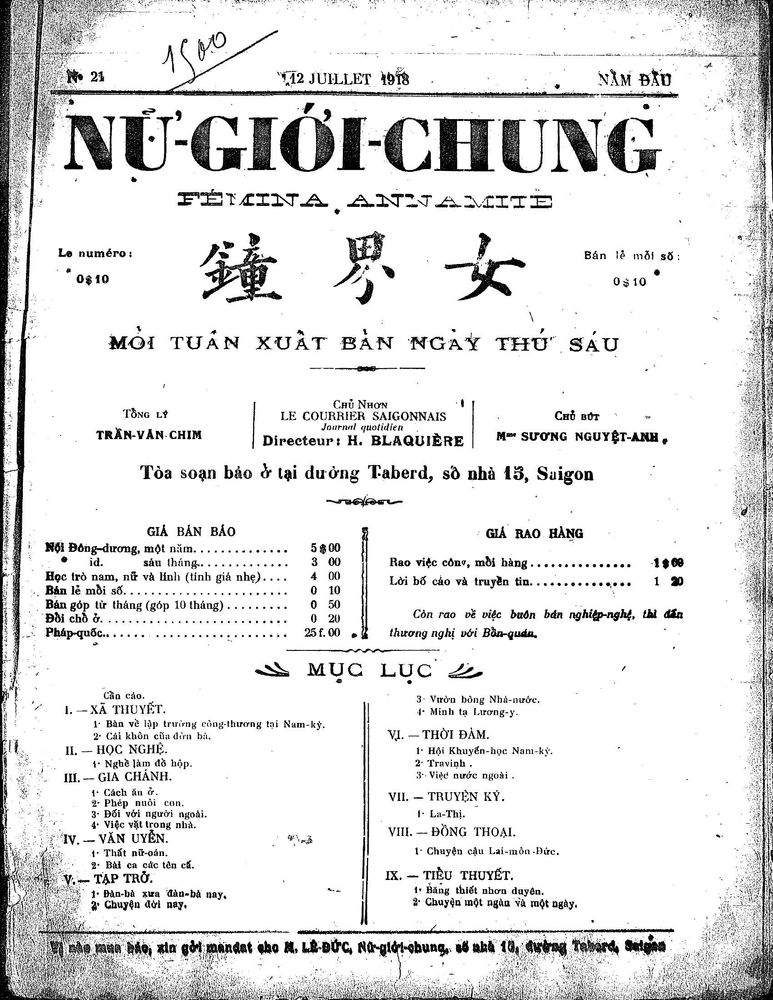 1500
No 21
12 JUILLET 1918
NĂM ĐẦU
NỮ-GIỚI-CHUNG
FÉMINA ANNAMITE
Le numéro:
0$10
鐘界女
Bán lẻ mỗi số:
0$10
MỖI TUẦN XUẤT BẢN NGÀY THỨ SÁU
TỔNG LÝ
TRẦN-VĂN-CHIM
CHỦ NHƠN
LE COURRIER SAIGONNAIS
Journal quotidien
Directeur: H. BLAQUIÈRE
CHỦ BÚT
Mme SƯƠNG NGUYỆT-ANH.
Tòa soạn báo ở tại đường Taberd, số nhà 15, Saigon
GIÁ BÁN BÁO
Nội Đông-dương, một năm............. 5$00
id. sáu tháng............. 3 00
Học trò nam, nữ và lính (tính giá nhẹ).... 4 00
Bán lẻ mỗi số....................... 0 10
Bán góp từ tháng (góp 10 tháng)......... 0 50
Đổi chỗ ở........................... 0 20
Pháp-quốc........................... 25f.00
GIÁ RAO HÀNG
Rao việc công, mỗi hàng............... 1$00
Lời bố cáo và truyền tin............... 1 20
Còn rao về việc buôn bán nghiệp-nghệ, thì đến
thương nghị với Bổn-quán.
MỤC LỤC
Cẩn cáo.
I. — XÃ THUYẾT.
1· Bàn về lập trường công-thương tại Nam-kỳ.
2· Cái khôn của đờn bà.
II. — HỌC NGHỆ.
1· Nghề làm đồ hộp.
III. — GIA CHÁNH.
1· Cách ăn ở.
2· Phép nuôi con.
3· Đối với người ngoài.
4· Việc vặt trong nhà.
IV. — VĂN UYỂN.
1· Thất nữ-oán.
2· Bài ca các tên cá.
V. — TẠP TRỞ.
1· Đàn-bà xưa đàn-bà nay.
2· Chuyện đời nay.
3· Vườn bông Nhà-nước.
4· Minh tạ Lương-y.
VI. — THỜI ĐÀM.
1· Hội Khuyến-học Nam-kỳ.
2· Travinh.
3· Việc nước ngoài.
VII. — TRUYỆN KÝ.
1· La-Thị.
VIII. — ĐỒNG THOẠI.
1· Chuyện cậu Lai-môn-Đức.
IX. — TIỂU THUYẾT.
1· Băng thiết nhơn duyên.
2· Chuyện một ngàn và một ngày.
Vị nào mua báo, xin gởi mandat cho M. LÊ-ĐỨC, Nữ-giới-chung, số nhà 15, đường Taberd, Saigon